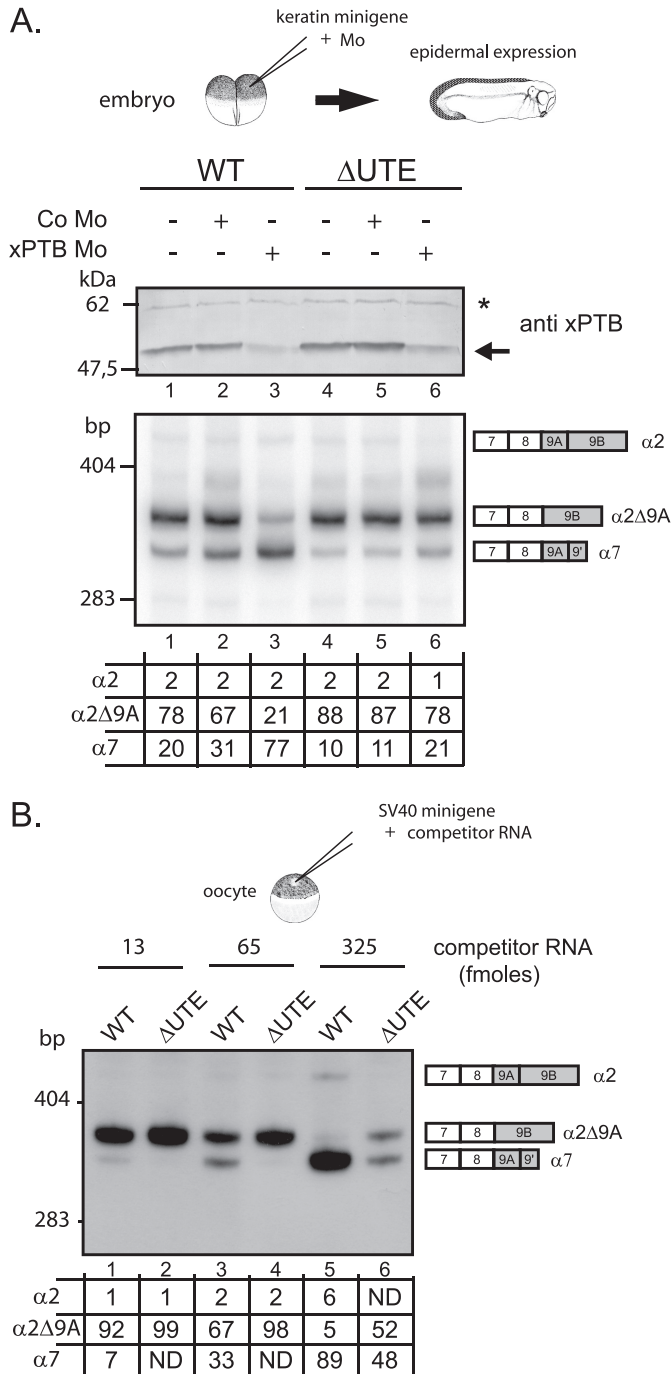 A.
keratin minigene
+ Mo
embryo
epidermal expression
WT ΔUTE
Co Mo - + - - + -
xPTB Mo - - + - - +
kDa
62
*
anti xPTB
47,5
1 2 3 4 5 6
bp
404
283
7 8 9A 9B α2
7 8 9B α2Δ9A
7 8 9A 9' α7
1 2 3 4 5 6
α2 2 2 2 2 2 1
α2Δ9A 78 67 21 88 87 78
α7 20 31 77 10 11 21
B.
SV40 minigene
+ competitor RNA
oocyte
13 65 325 competitor RNA
(fmoles)
WT ΔUTE WT ΔUTE WT ΔUTE
bp
404
283
7 8 9A 9B α2
7 8 9B α2Δ9A
7 8 9A 9' α7
1 2 3 4 5 6
α2 1 1 2 2 6 ND
α2Δ9A 92 99 67 98 5 52
α7 7 ND 33 ND 89 48